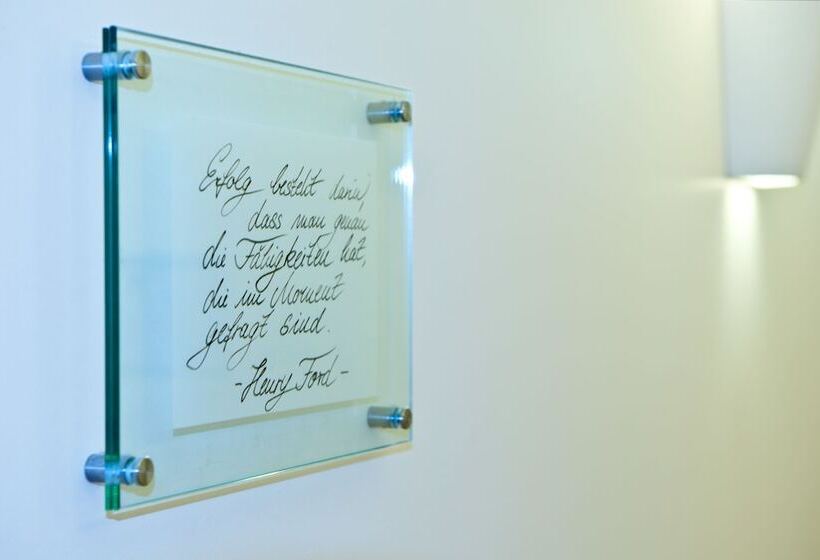 Erfolg besteht darin,
dass man genau
die Fähigkeiten hat,
die im Moment
gefragt sind.
- Henry Ford -